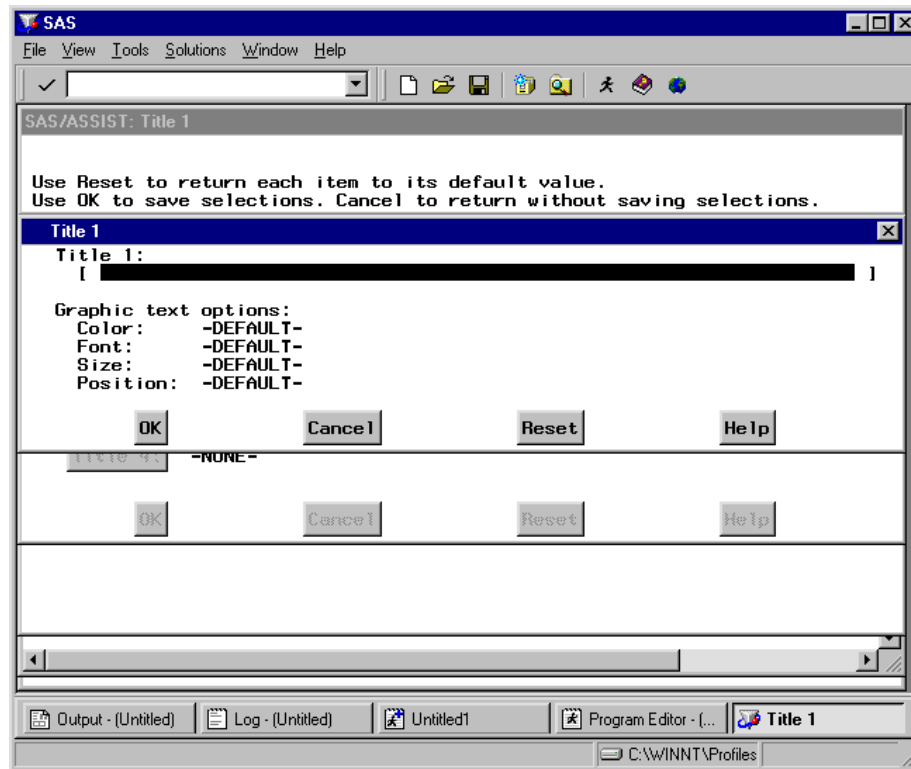 SAS
File View Tools Solutions Window Help
SAS/ASSIST: Title 1
Use Reset to return each item to its default value.
Use OK to save selections. Cancel to return without saving selections.
Title 1
Title 1:
[ ]
Graphic text options:
Color: -DEFAULT-
Font: -DEFAULT-
Size: -DEFAULT-
Position: -DEFAULT-
OK Cancel Reset Help
Title 4: -NONE-
OK Cancel Reset Help
Output - (Untitled) Log - (Untitled) Untitled1 Program Editor - (... Title 1
C:\WINNT\Profiles